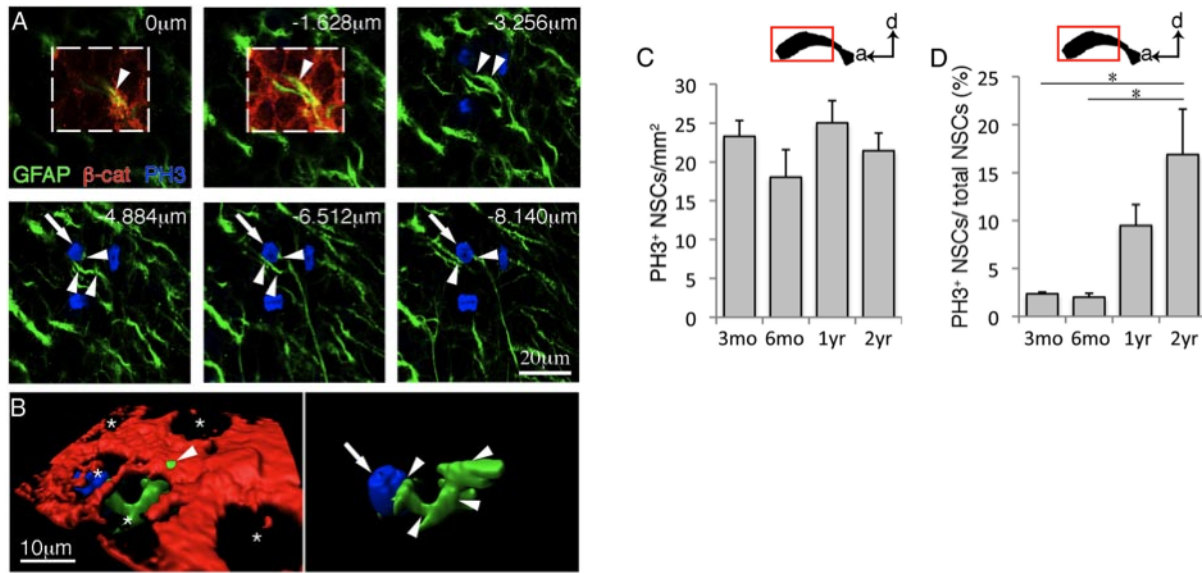 A
0μm
-1.628μm
-3.256μm
GFAP β-cat PH3
-4.884μm
-6.512μm
-8.140μm
20μm
B
* * * * *
10μm
C
d
a
PH3⁺ NSCs/mm²
30
25
20
15
10
5
0
3mo 6mo 1yr 2yr
D
d
a
PH3⁺ NSCs/ total NSCs (%)
25
20
15
10
5
0
*
*
3mo 6mo 1yr 2yr